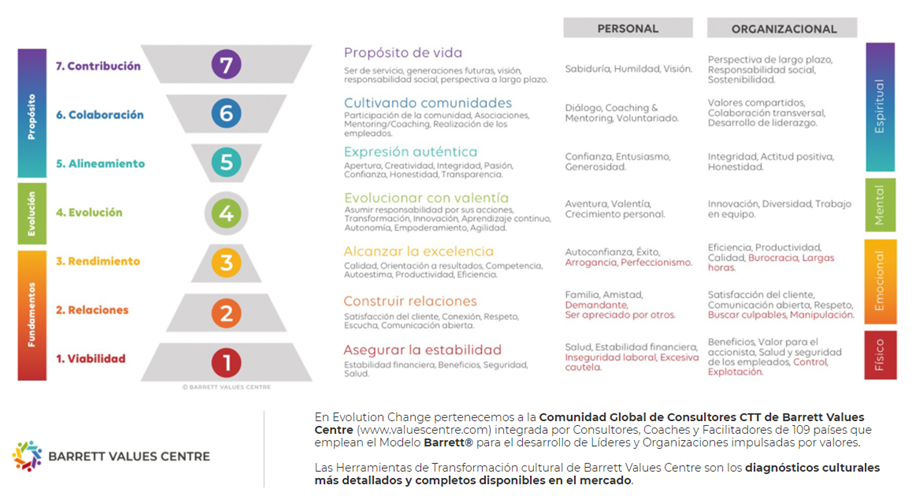 PERSONAL
ORGANIZACIONAL
Propósito
Evolución
Fundamentos
7. Contribución
7
Propósito de vida
Ser de servicio, generaciones futuras, visión,
responsabilidad social, perspectiva a largo plazo.
Sabiduría, Humildad, Visión.
Perspectiva de largo plazo,
Responsabilidad social,
Sostenibilidad.
6. Colaboración
6
Cultivando comunidades
Participación de la comunidad, Asociaciones,
Mentoring/Coaching, Realización de los
empleados.
Diálogo, Coaching &
Mentoring, Voluntariado.
Valores compartidos,
Colaboración transversal,
Desarrollo de liderazgo.
5. Alineamiento
5
Expresión auténtica
Apertura, Creatividad, Integridad, Pasión,
Confianza, Honestidad, Transparencia.
Confianza, Entusiasmo,
Generosidad.
Integridad, Actitud positiva,
Honestidad.
4. Evolución
4
Evolucionar con valentía
Asumir responsabilidad por sus acciones,
Transformación, Innovación, Aprendizaje continuo,
Autonomía, Empoderamiento, Agilidad.
Aventura, Valentía,
Crecimiento personal.
Innovación, Diversidad, Trabajo
en equipo.
3. Rendimiento
3
Alcanzar la excelencia
Calidad, Orientación a resultados, Competencia,
Autoestima, Productividad, Eficiencia.
Autoconfianza, Éxito,
Arrogancia, Perfeccionismo.
Eficiencia, Productividad,
Calidad, Burocracia, Largas
horas.
2. Relaciones
2
Construir relaciones
Satisfacción del cliente, Conexión, Respeto,
Escucha, Comunicación abierta.
Familia, Amistad,
Demandante,
Ser apreciado por otros.
Satisfacción del cliente,
Comunicación abierta, Respeto,
Buscar culpables, Manipulación.
1. Viabilidad
1
Asegurar la estabilidad
Estabilidad financiera, Beneficios, Seguridad,
Salud.
Salud, Estabilidad financiera,
Inseguridad laboral, Excesiva
cautela.
Beneficios, Valor para el
accionista, Salud y seguridad
de los empleados, Control,
Explotación.
Espiritual
Mental
Emocional
Físico
© BARRETT VALUES CENTRE
BARRETT VALUES CENTRE
En Evolution Change pertenecemos a la Comunidad Global de Consultores CTT de Barrett Values
Centre (www.valuescentre.com) integrada por Consultores, Coaches y Facilitadores de 109 países que
emplean el Modelo Barrett® para el desarrollo de Líderes y Organizaciones impulsadas por valores.
Las Herramientas de Transformación cultural de Barrett Values Centre son los diagnósticos culturales
más detallados y completos disponibles en el mercado.